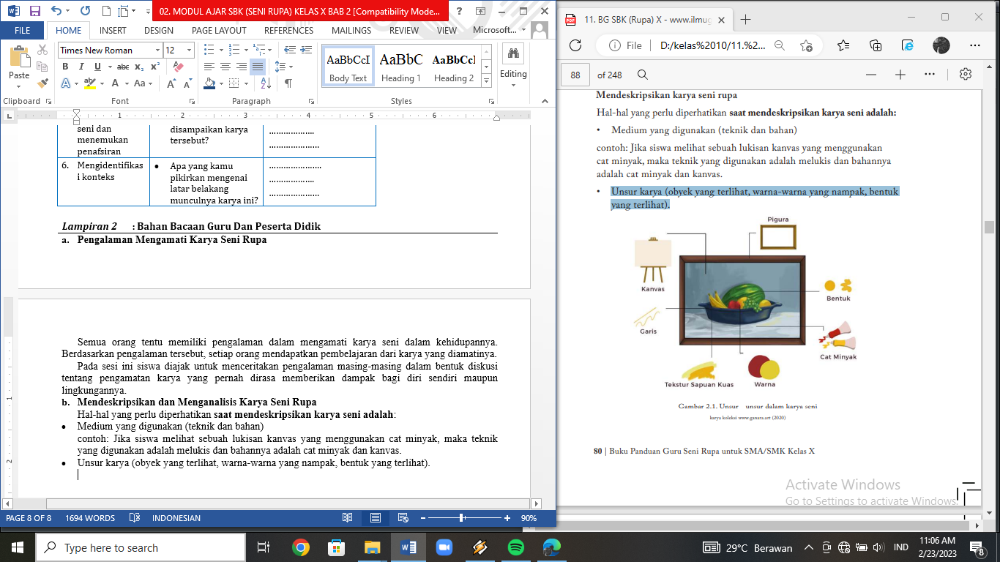 02. MODUL AJAR SBK (SENI RUPA) KELAS X BAB 2 [Compatibility Mode...
FILE HOME INSERT DESIGN PAGE LAYOUT REFERENCES MAILINGS REVIEW VIEW Microsoft...
Times New Roman 12
Paste
B I U abc x₂ x²
AaBbCcI AaBbC AaBbCcI
Body Text Heading 1 Heading 2
Editing
Clipboard Font Paragraph Styles
1 2 3 4 5 6
seni dan
menemukan
penafsiran
disampaikan karya
tersebut?
……………….
…………………
6. Mengidentifikas
i konteks
• Apa yang kamu
pikirkan mengenai
latar belakang
munculnya karya ini?
………………….
……………….
…………………
Lampiran 2 : Bahan Bacaan Guru Dan Peserta Didik
a. Pengalaman Mengamati Karya Seni Rupa
Semua orang tentu memiliki pengalaman dalam mengamati karya seni dalam kehidupannya.
Berdasarkan pengalaman tersebut, setiap orang mendapatkan pembelajaran dari karya yang diamatinya.
Pada sesi ini siswa diajak untuk menceritakan pengalaman masing-masing dalam bentuk diskusi
tentang pengamatan karya yang pernah dirasa memberikan dampak bagi diri sendiri maupun
lingkungannya.
b. Mendeskripsikan dan Menganalisis Karya Seni Rupa
Hal-hal yang perlu diperhatikan saat mendeskripsikan karya seni adalah:
• Medium yang digunakan (teknik dan bahan)
contoh: Jika siswa melihat sebuah lukisan kanvas yang menggunakan cat minyak, maka teknik
yang digunakan adalah melukis dan bahannya adalah cat minyak dan kanvas.
• Unsur karya (obyek yang terlihat, warna-warna yang nampak, bentuk yang terlihat).
1
2
PAGE 8 OF 8 1694 WORDS INDONESIAN 90%
11. BG SBK (Rupa) X - www.ilmug
File D:/kelas%2010/11.%2...
88 of 248
Mendeskripsikan karya seni rupa
Hal-hal yang perlu diperhatikan saat mendeskripsikan karya seni adalah:
• Medium yang digunakan (teknik dan bahan)
contoh: Jika siswa melihat sebuah lukisan kanvas yang menggunakan
cat minyak, maka teknik yang digunakan adalah melukis dan bahannya
adalah cat minyak dan kanvas.
• Unsur karya (obyek yang terlihat, warna-warna yang nampak, bentuk
yang terlihat).
Pigura
Kanvas
Bentuk
Garis
Cat Minyak
Tekstur Sapuan Kuas
Warna
Gambar 2.1. Unsur unsur dalam karya seni
karya koleksi www.ganara.art (2020)
80 | Buku Panduan Guru Seni Rupa untuk SMA/SMK Kelas X
Activate Windows
Go to Settings to activate Windows.
Type here to search
29°C Berawan
IND
11:06 AM
2/23/2023
8